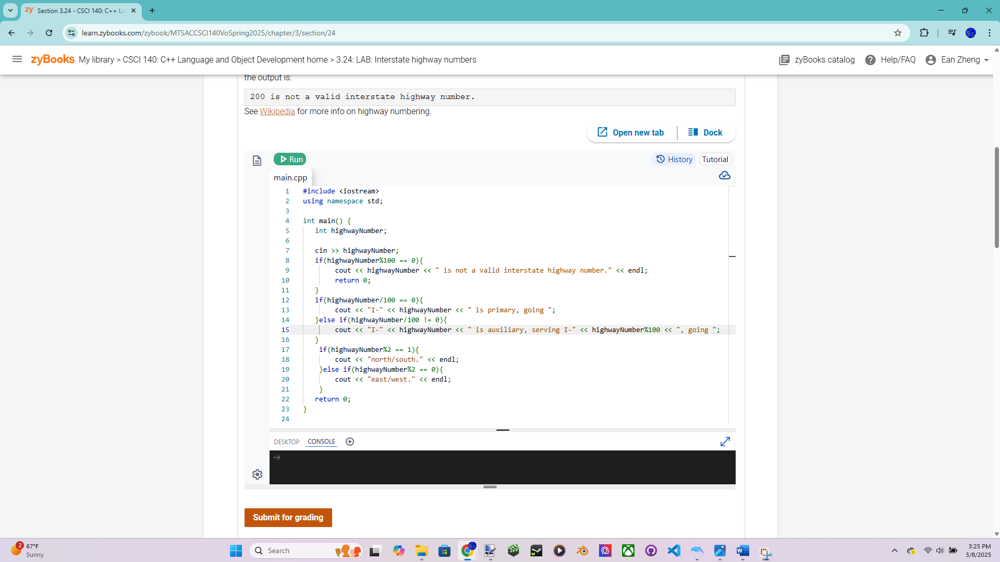 zy Section 3.24 - CSCI 140: C++ La
learn.zybooks.com/zybook/MTSACCSCI140VoSpring2025/chapter/3/section/24
zyBooks My library > CSCI 140: C++ Language and Object Development home > 3.24: LAB: Interstate highway numbers
zyBooks catalog Help/FAQ Ean Zheng
the output is:
200 is not a valid interstate highway number.
See Wikipedia for more info on highway numbering.
Open new tab Dock
Run History Tutorial
main.cpp
1 #include <iostream>
2 using namespace std;
3
4 int main() {
5 int highwayNumber;
6
7 cin >> highwayNumber;
8 if(highwayNumber%100 == 0){
9 cout << highwayNumber << " is not a valid interstate highway number." << endl;
10 return 0;
11 }
12 if(highwayNumber/100 == 0){
13 cout << "I-" << highwayNumber << " is primary, going ";
14 }else if(highwayNumber/100 != 0){
15 cout << "I-" << highwayNumber << " is auxiliary, serving I-" << highwayNumber%100 << ", going ";
16 }
17 if(highwayNumber%2 == 1){
18 cout << "north/south." << endl;
19 }else if(highwayNumber%2 == 0){
20 cout << "east/west." << endl;
21 }
22 return 0;
23 }
24
DESKTOP CONSOLE
Submit for grading
2 67°F
Sunny
Search
3:25 PM
3/8/2025